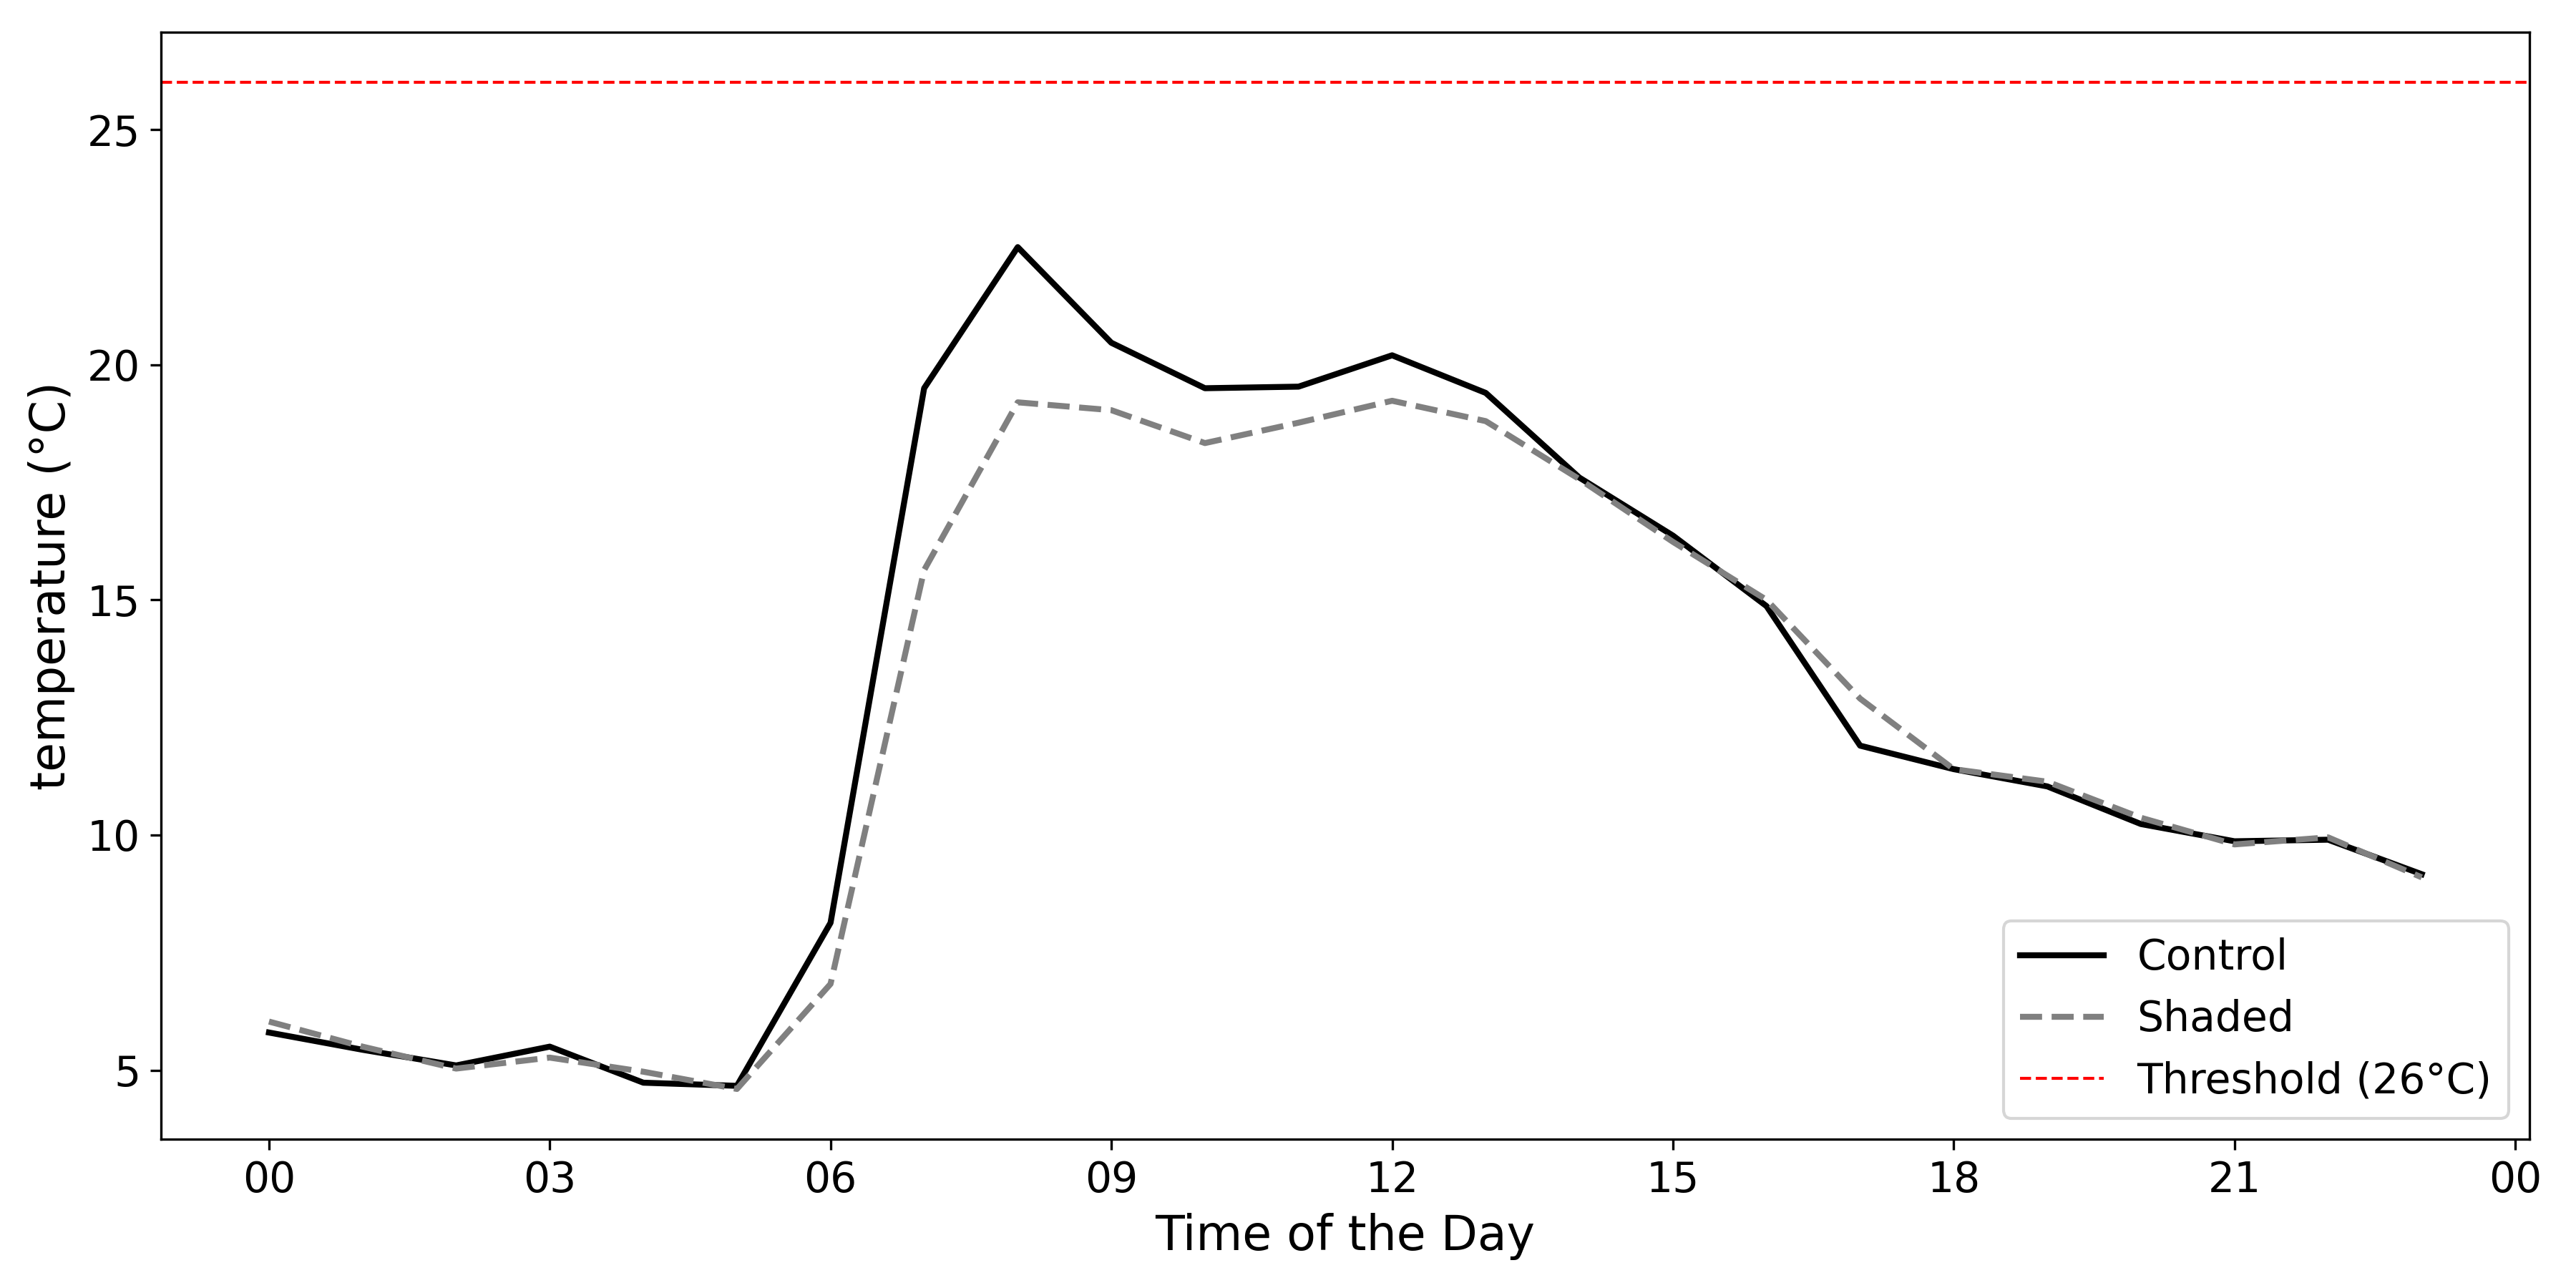 25
20
15
10
5
temperature (°C)
00 03 06 09 12 15 18 21 00
Time of the Day
Control
Shaded
Threshold (26°C)